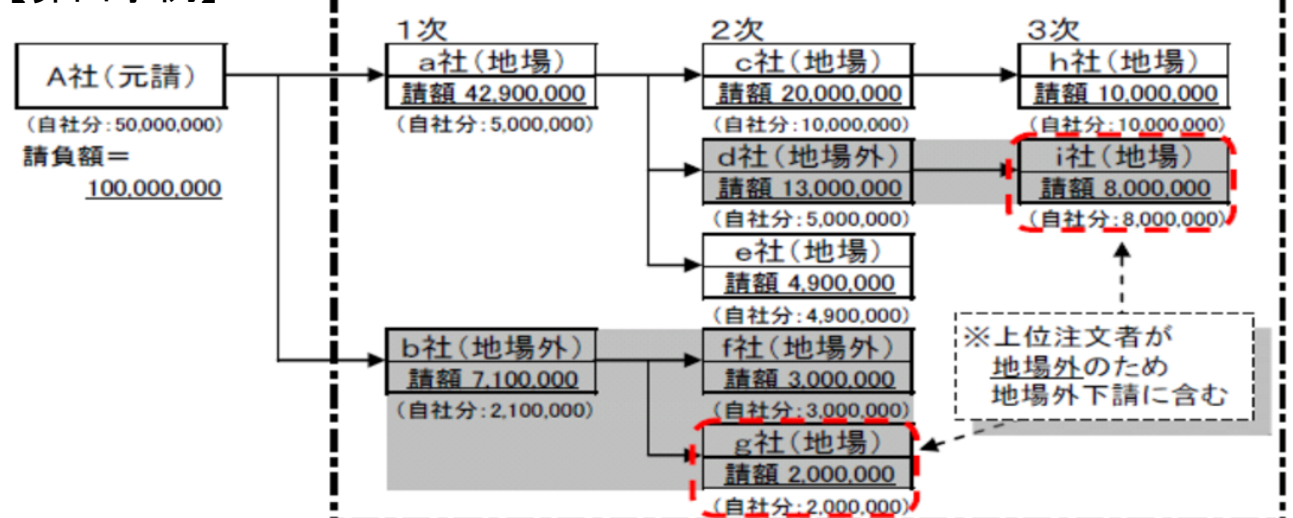 1次
2次
3次
A社(元請)
(自社分:50,000,000)
請負額=
100,000,000
a社(地場)
請額 42,900,000
(自社分:5,000,000)
c社(地場)
請額 20,000,000
(自社分:10,000,000)
h社(地場)
請額 10,000,000
(自社分:10,000,000)
d社(地場外)
請額 13,000,000
(自社分:5,000,000)
i社(地場)
請額 8,000,000
(自社分:8,000,000)
e社(地場)
請額 4,900,000
(自社分:4,900,000)
b社(地場外)
請額 7,100,000
(自社分:2,100,000)
f社(地場外)
請額 3,000,000
(自社分:3,000,000)
g社(地場)
請額 2,000,000
(自社分:2,000,000)
※上位注文者が
地場外のため
地場外下請に含む